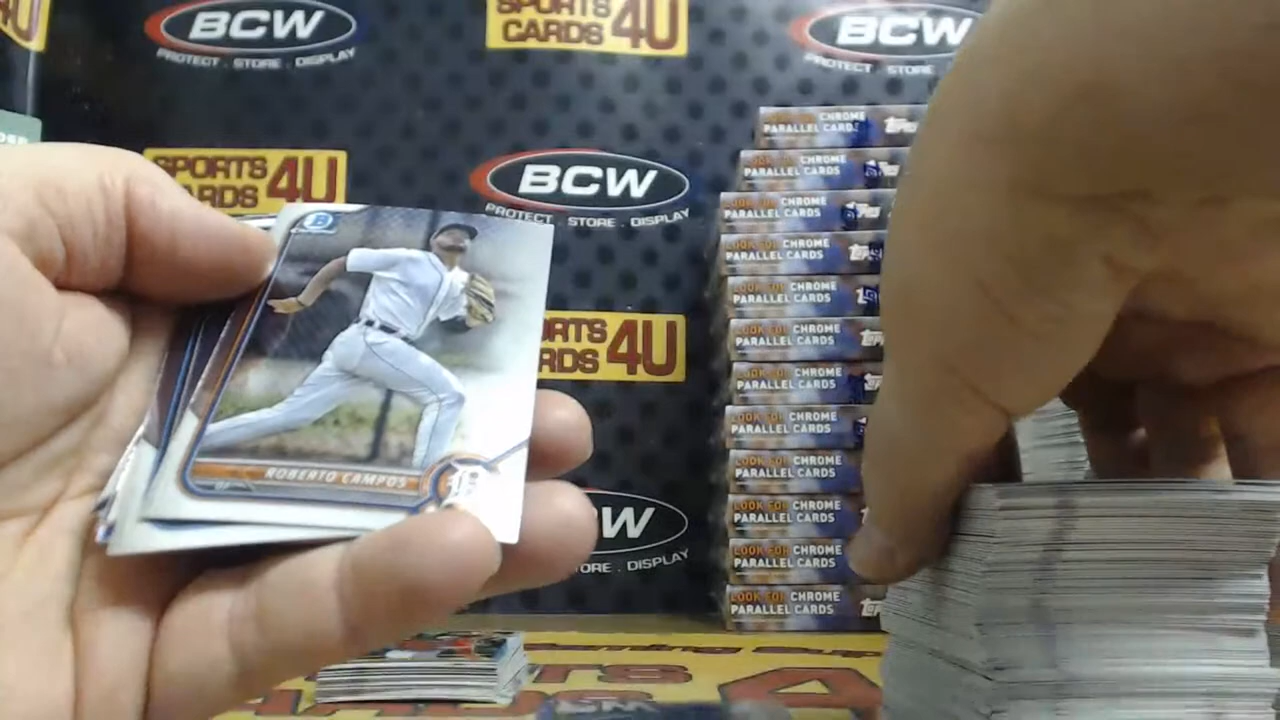 BCW
PROTECT . STORE . DISPLAY
SPORTS
CARDS 4U
BCW
PROTECT . STORE . DISPLAY
SPORTS
CARDS 4U
BCW
PROTECT . STORE . DISPLAY
B
ROBERTO CAMPOS
LOOK FOR CHROME
PARALLEL CARDS
topps
LOOK FOR CHROME
PARALLEL CARDS
LOOK FOR CHROME
PARALLEL CARDS
LOOK FOR CHROME
PARALLEL CARDS
LOOK FOR CHROME
PARALLEL CARDS
LOOK FOR CHROME
PARALLEL CARDS
LOOK FOR CHROME
PARALLEL CARDS
LOOK FOR CHROME
PARALLEL CARDS
LOOK FOR CHROME
PARALLEL CARDS
LOOK FOR CHROME
PARALLEL CARDS
LOOK FOR CHROME
PARALLEL CARDS
LOOK FOR CHROME
PARALLEL CARDS
RTS
RDS 4U
W
ORE . DISPLAY